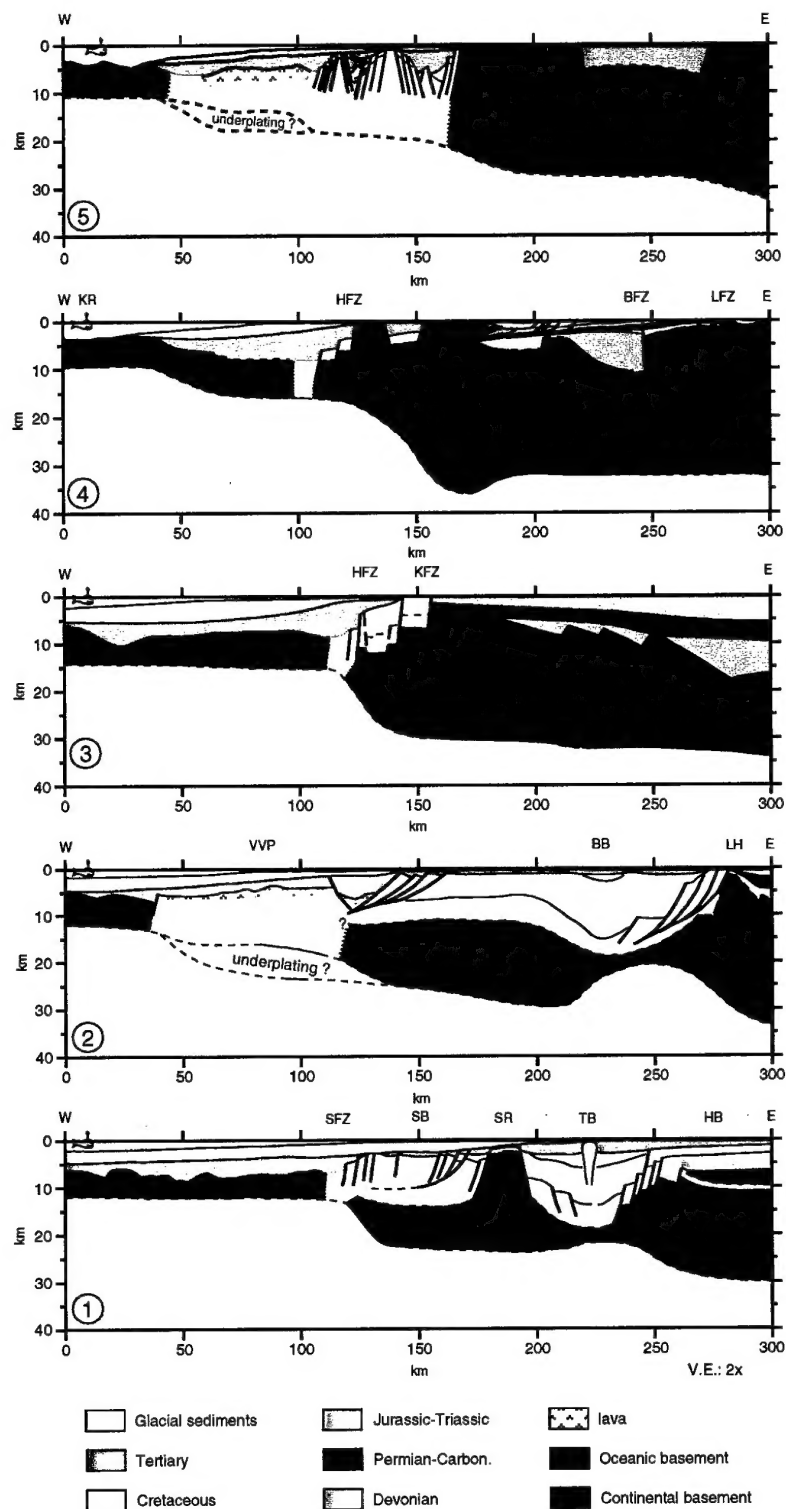 W E
0
10
20
30
40
km
underplating ?
5
0 50 100 150 200 250 300
km
W KR HFZ BFZ LFZ E
0
10
20
30
40
km
4
0 50 100 150 200 250 300
km
W HFZ KFZ E
0
10
20
30
40
km
3
0 50 100 150 200 250 300
km
W VVP BB LH E
0
10
20
30
40
km
?
underplating ?
2
0 50 100 150 200 250 300
km
W SFZ SB SR TB HB E
0
10
20
30
40
km
1
0 50 100 150 200 250 300
km
V.E.: 2x
Glacial sediments Jurassic-Triassic lava
Tertiary Permian-Carbon. Oceanic basement
Cretaceous Devonian Continental basement